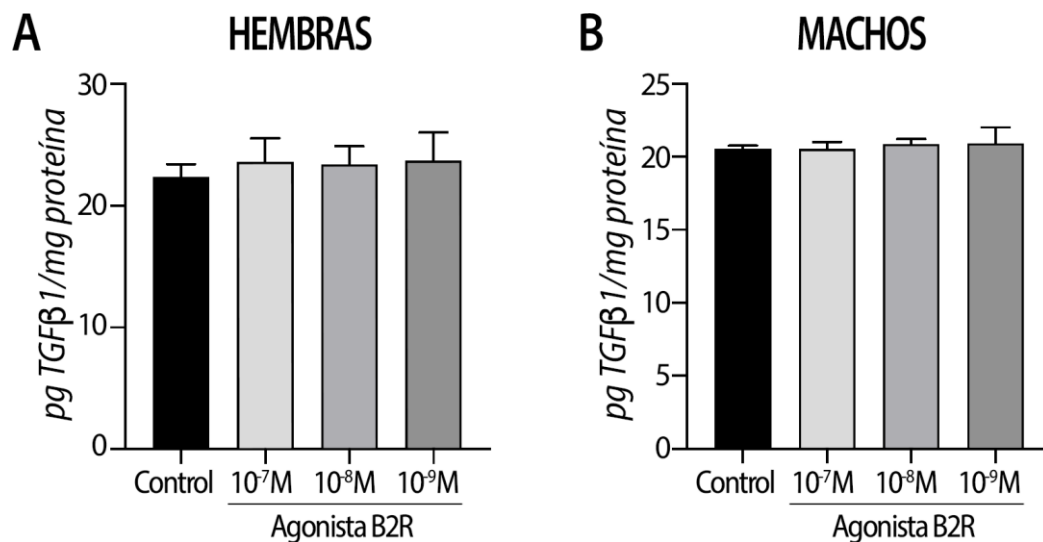 A
HEMBRAS
pg TGFβ1/mg proteína
30
20
10
0
Control
10⁻⁷M
10⁻⁸M
10⁻⁹M
Agonista B2R
B
MACHOS
pg TGFβ1/mg proteína
25
20
15
10
5
0
Control
10⁻⁷M
10⁻⁸M
10⁻⁹M
Agonista B2R